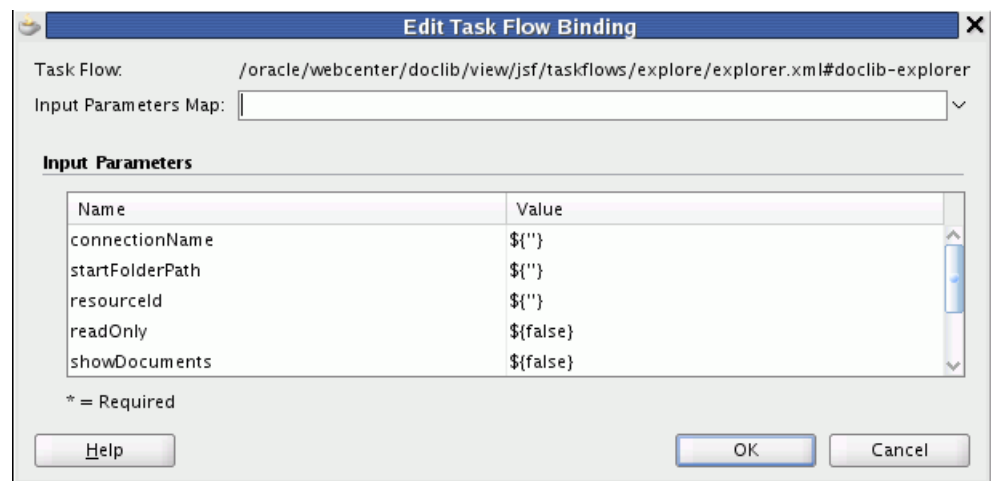 Edit Task Flow Binding
Task Flow: /oracle/webcenter/doclib/view/jsf/taskflows/explore/explorer.xml#doclib-explorer
Input Parameters Map:
Input Parameters
Name Value
connectionName ${''}
startFolderPath ${''}
resourceId ${''}
readOnly ${false}
showDocuments ${false}
* = Required
Help OK Cancel